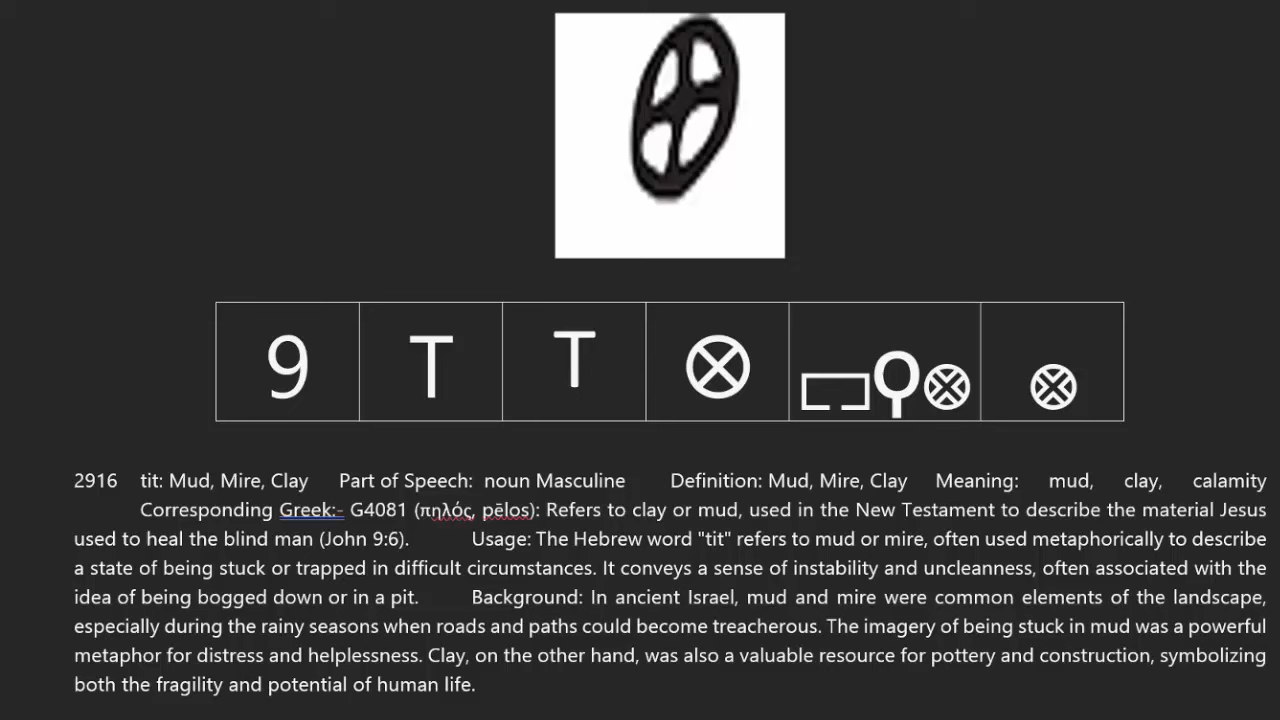 9 T T ⊗ ⊗ ⊗
2916 tit: Mud, Mire, Clay Part of Speech: noun Masculine Definition: Mud, Mire, Clay Meaning: mud, clay, calamity
Corresponding Greek:- G4081 (πηλός, pēlos): Refers to clay or mud, used in the New Testament to describe the material Jesus
used to heal the blind man (John 9:6). Usage: The Hebrew word "tit" refers to mud or mire, often used metaphorically to describe
a state of being stuck or trapped in difficult circumstances. It conveys a sense of instability and uncleanness, often associated with the
idea of being bogged down or in a pit. Background: In ancient Israel, mud and mire were common elements of the landscape,
especially during the rainy seasons when roads and paths could become treacherous. The imagery of being stuck in mud was a powerful
metaphor for distress and helplessness. Clay, on the other hand, was also a valuable resource for pottery and construction, symbolizing
both the fragility and potential of human life.